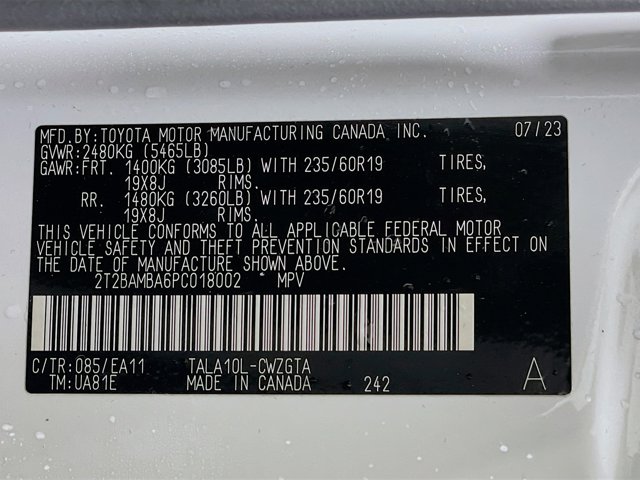 MFD.BY:TOYOTA MOTOR MANUFACTURING CANADA INC. 07/23
GVWR:2480KG (5465LB)
GAWR:FRT. 1400KG (3085LB) WITH 235/60R19 TIRES,
19X8J RIMS.
RR. 1480KG (3260LB) WITH 235/60R19 TIRES,
19X8J RIMS.
THIS VEHICLE CONFORMS TO ALL APPLICABLE FEDERAL MOTOR
VEHICLE SAFETY AND THEFT PREVENTION STANDARDS IN EFFECT ON
THE DATE OF MANUFACTURE SHOWN ABOVE.
2T2BAMBA6PC018002 MPV
C/TR:085/EA11 TALA10L-CWZGTA
TM:UA81E MADE IN CANADA 242 A